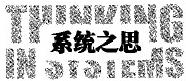 THINKING
系统之思
IN SYSTEMS